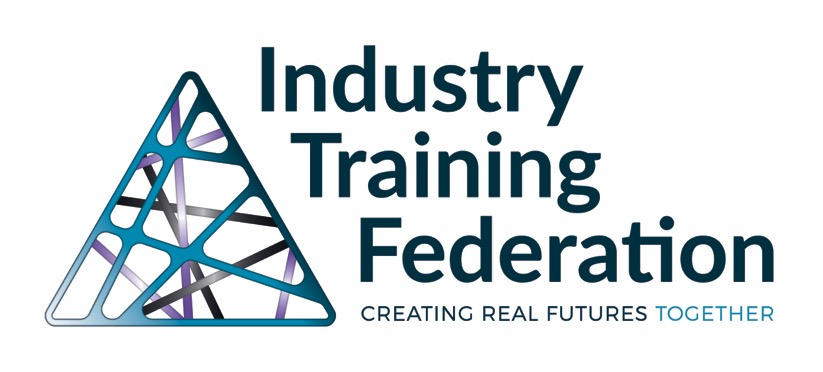 Industry
Training
Federation
CREATING REAL FUTURES TOGETHER